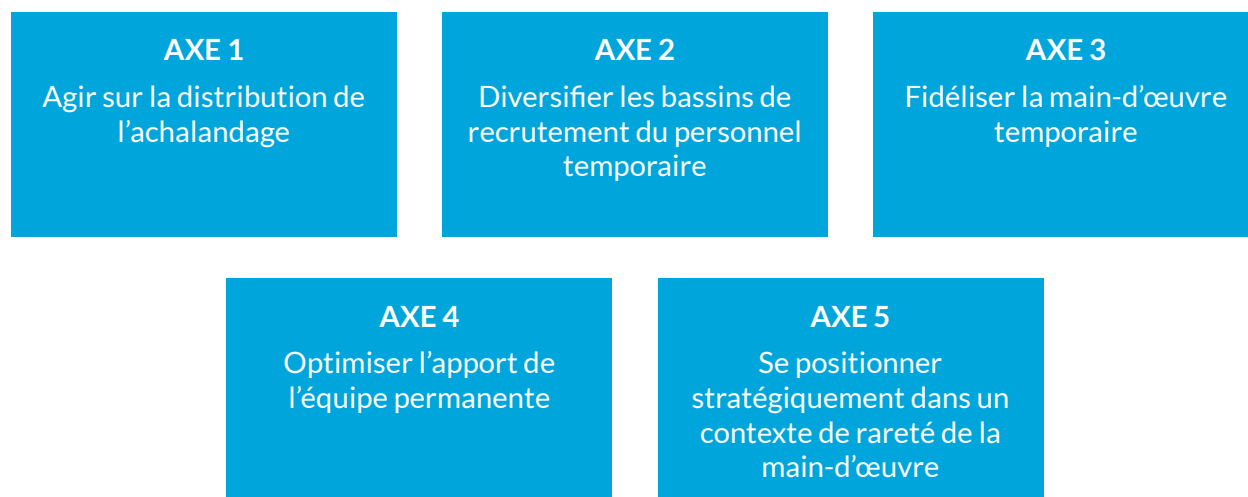 AXE 1
Agir sur la distribution de
l’achalandage
AXE 2
Diversifier les bassins de
recrutement du personnel
temporaire
AXE 3
Fidéliser la main-d’œuvre
temporaire
AXE 4
Optimiser l’apport de
l’équipe permanente
AXE 5
Se positionner
stratégiquement dans un
contexte de rareté de la
main-d’œuvre